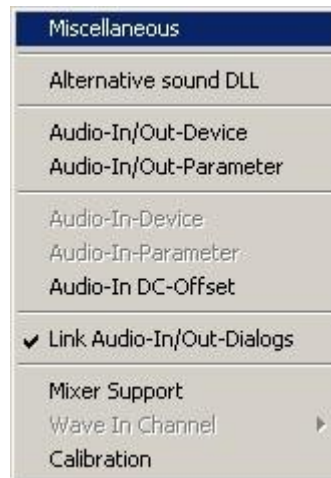 Miscellaneous
Alternative sound DLL
Audio-In/Out-Device
Audio-In/Out-Parameter
Audio-In-Device
Audio-In-Parameter
Audio-In DC-Offset
Link Audio-In/Out-Dialogs
Mixer Support
Wave In Channel
Calibration